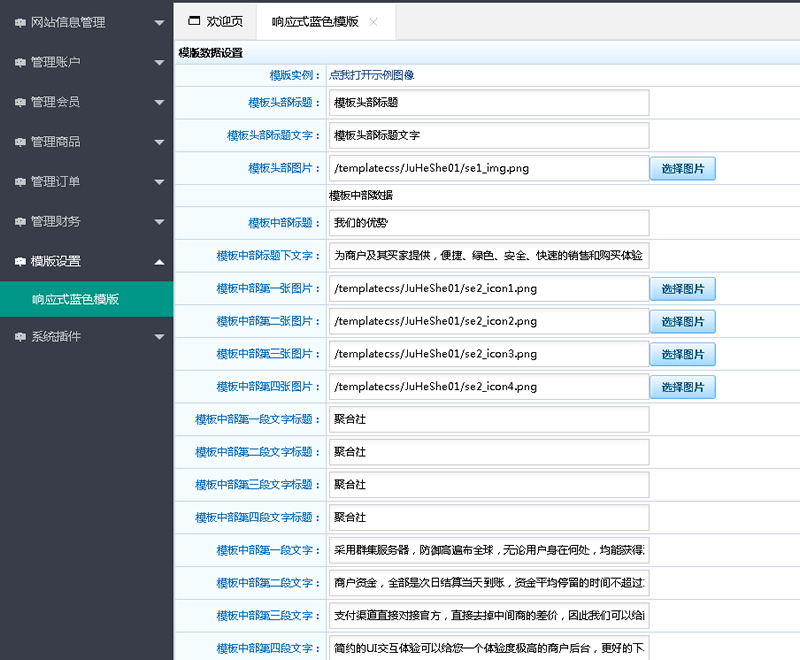 网站信息管理
管理账户
管理会员
管理商品
管理订单
管理财务
模版设置
响应式蓝色模版
系统插件
欢迎页
响应式蓝色模版
模版数据设置
模版实例： 点我打开示例图像
模板头部标题： 模板头部标题
模板头部标题文字： 模板头部标题文字
模板头部图片： /templatecss/JuHeShe01/se1_img.png 选择图片
模板中部数据
模板中部标题： 我们的优势
模板中部标题下文字： 为商户及其买家提供，便捷、绿色、安全、快速的销售和购买体验
模板中部第一张图片： /templatecss/JuHeShe01/se2_icon1.png 选择图片
模板中部第二张图片： /templatecss/JuHeShe01/se2_icon2.png 选择图片
模板中部第三张图片： /templatecss/JuHeShe01/se2_icon3.png 选择图片
模板中部第四张图片： /templatecss/JuHeShe01/se2_icon4.png 选择图片
模板中部第一段文字标题： 聚合社
模板中部第二段文字标题： 聚合社
模板中部第三段文字标题： 聚合社
模板中部第四段文字标题： 聚合社
模板中部第一段文字： 采用群集服务器，防御高遍布全球，无论用户身在何处，均能获得
模板中部第二段文字： 商户资金，全部是次日结算当天到账，资金平均停留的时间不超过
模板中部第三段文字： 支付渠道直接对接官方，直接去掉中间商的差价，因此我们可以给
模板中部第四段文字： 简约的UI交互体验可以给您一个体验度极高的商户后台，更好的下